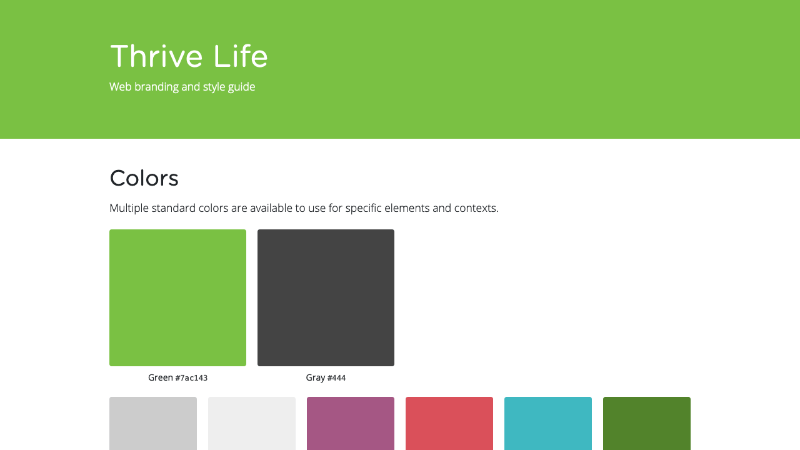 Thrive Life
Web branding and style guide
Colors
Multiple standard colors are available to use for specific elements and contexts.
Green #7ac143
Gray #444